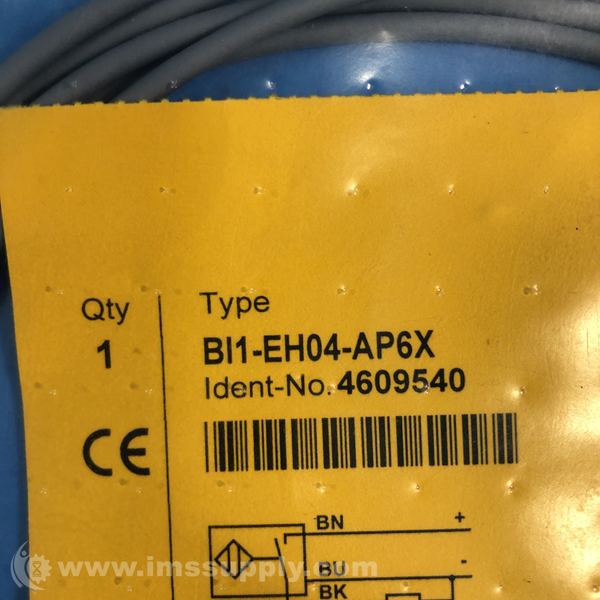 Qty
1
Type
BI1-EH04-AP6X
Ident-No. 4609540
CE
BN +
BU -
BK
www.imssupply.com